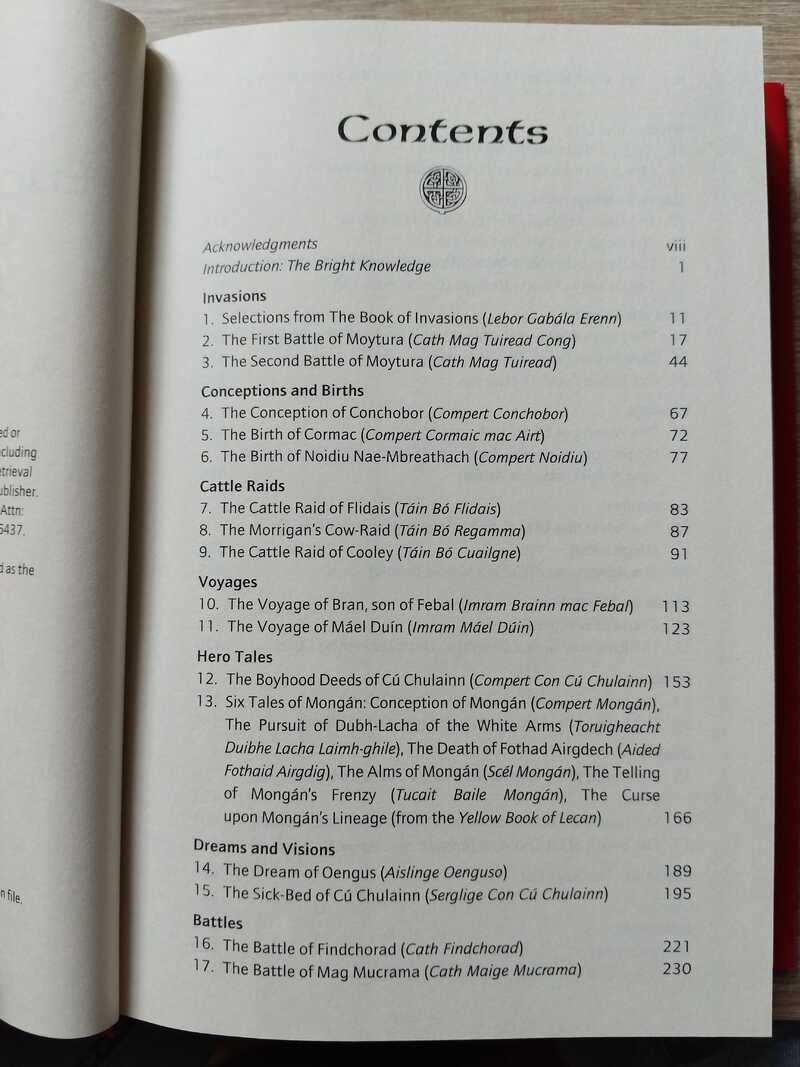 ed or
cluding
etrieval
ublisher.
Attn:
6437.
d as the
n file.
Contents
Acknowledgments viii
Introduction: The Bright Knowledge 1
Invasions
1. Selections from The Book of Invasions (Lebor Gabála Erenn) 11
2. The First Battle of Moytura (Cath Mag Tuiread Cong) 17
3. The Second Battle of Moytura (Cath Mag Tuiread) 44
Conceptions and Births
4. The Conception of Conchobor (Compert Conchobor) 67
5. The Birth of Cormac (Compert Cormaic mac Airt) 72
6. The Birth of Noidiu Nae-Mbreathach (Compert Noidiu) 77
Cattle Raids
7. The Cattle Raid of Flidais (Táin Bó Flidais) 83
8. The Morrigan's Cow-Raid (Táin Bó Regamma) 87
9. The Cattle Raid of Cooley (Táin Bó Cuailgne) 91
Voyages
10. The Voyage of Bran, son of Febal (Imram Brainn mac Febal) 113
11. The Voyage of Máel Duín (Imram Máel Dúin) 123
Hero Tales
12. The Boyhood Deeds of Cú Chulainn (Compert Con Cú Chulainn) 153
13. Six Tales of Mongán: Conception of Mongán (Compert Mongán),
The Pursuit of Dubh-Lacha of the White Arms (Toruigheacht
Duibhe Lacha Laimh-ghile), The Death of Fothad Airgdech (Aided
Fothaid Airgdig), The Alms of Mongán (Scél Mongán), The Telling
of Mongán's Frenzy (Tucait Baile Mongán), The Curse
upon Mongán's Lineage (from the Yellow Book of Lecan) 166
Dreams and Visions
14. The Dream of Oengus (Aislinge Oenguso) 189
15. The Sick-Bed of Cú Chulainn (Serglige Con Cú Chulainn) 195
Battles
16. The Battle of Findchorad (Cath Findchorad) 221
17. The Battle of Mag Mucrama (Cath Maige Mucrama) 230